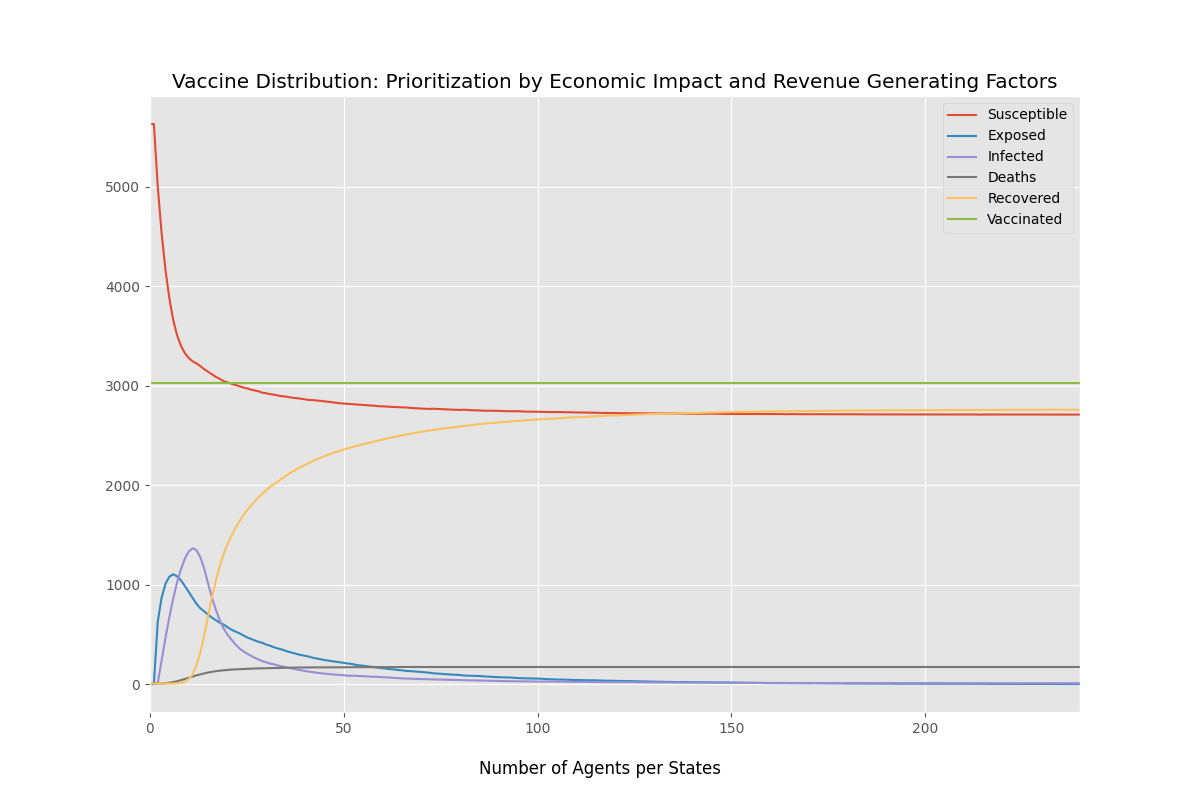 Vaccine Distribution: Prioritization by Economic Impact and Revenue Generating Factors
Susceptible
Exposed
Infected
Deaths
Recovered
Vaccinated
5000
4000
3000
2000
1000
0
0 50 100 150 200
Number of Agents per States